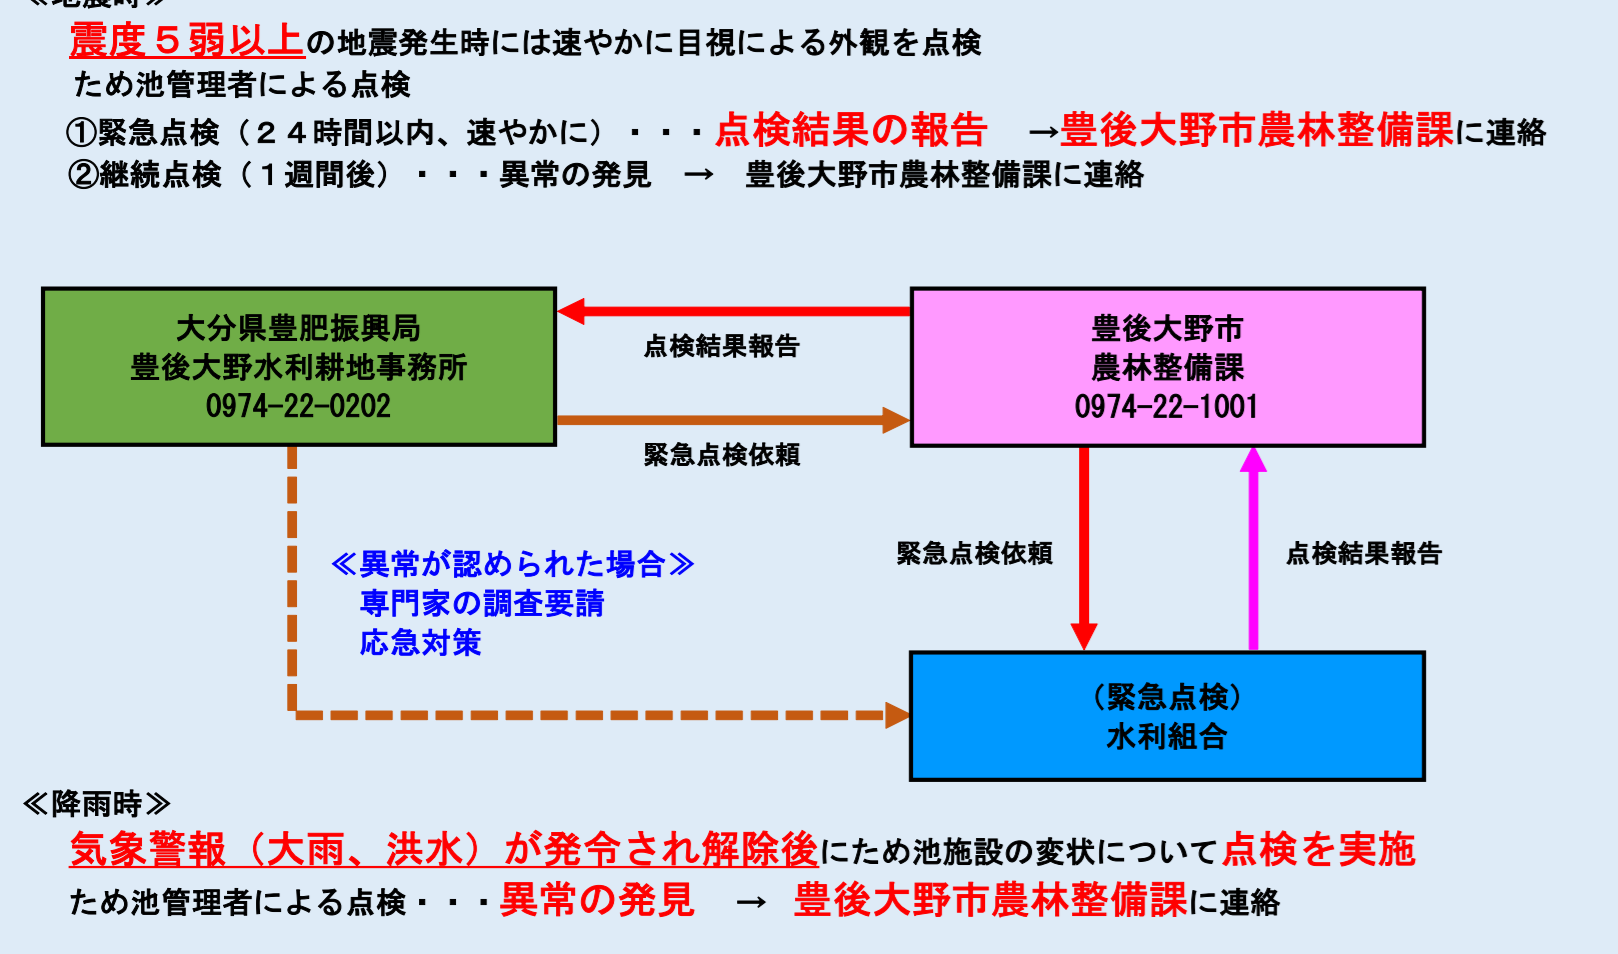 ≪地震時≫
震度５弱以上の地震発生時には速やかに目視による外観を点検
ため池管理者による点検
①緊急点検（２４時間以内、速やかに）・・・点検結果の報告　→豊後大野市農林整備課に連絡
②継続点検（１週間後）・・・異常の発見　→　豊後大野市農林整備課に連絡
大分県豊肥振興局
豊後大野水利耕地事務所
0974-22-0202
点検結果報告
緊急点検依頼
豊後大野市
農林整備課
0974-22-1001
≪異常が認められた場合≫
専門家の調査要請
応急対策
緊急点検依頼
点検結果報告
（緊急点検）
水利組合
≪降雨時≫
気象警報（大雨、洪水）が発令され解除後にため池施設の変状について点検を実施
ため池管理者による点検・・・異常の発見　→　豊後大野市農林整備課に連絡